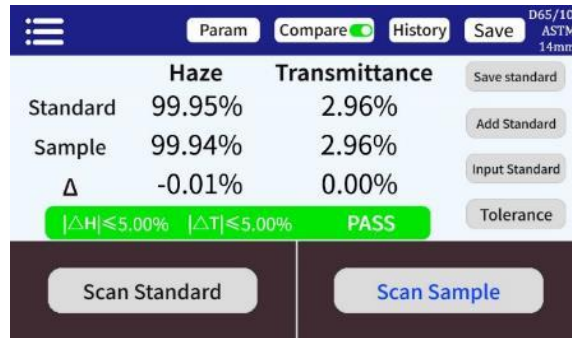 Param Compare History Save D65/10
ASTM
14mm
Haze Transmittance
Save standard
Standard 99.95% 2.96%
Add Standard
Sample 99.94% 2.96%
Input Standard
Δ -0.01% 0.00%
|△H|≤5.00% |△T|≤5.00% PASS
Tolerance
Scan Standard Scan Sample